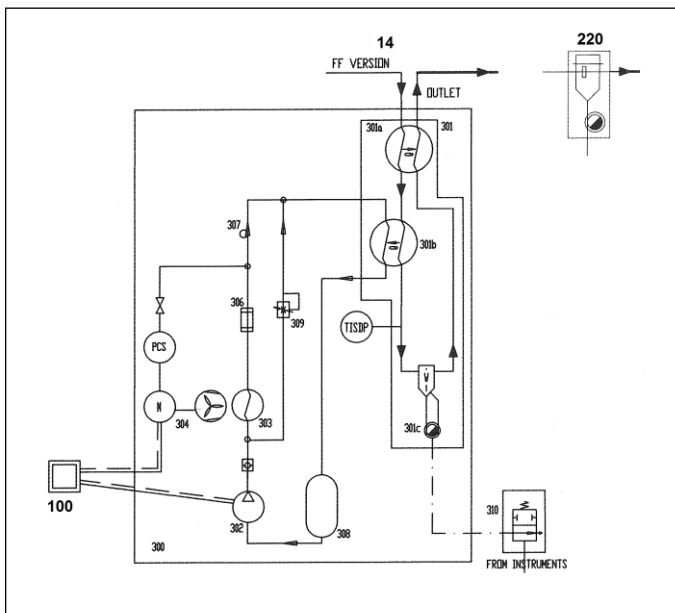 14
220
FF VERSION
OUTLET
301a
301
301b
307
306
309
TISDP
PCS
M
304
303
301c
100
302
308
310
300
FROM INSTRUMENTS